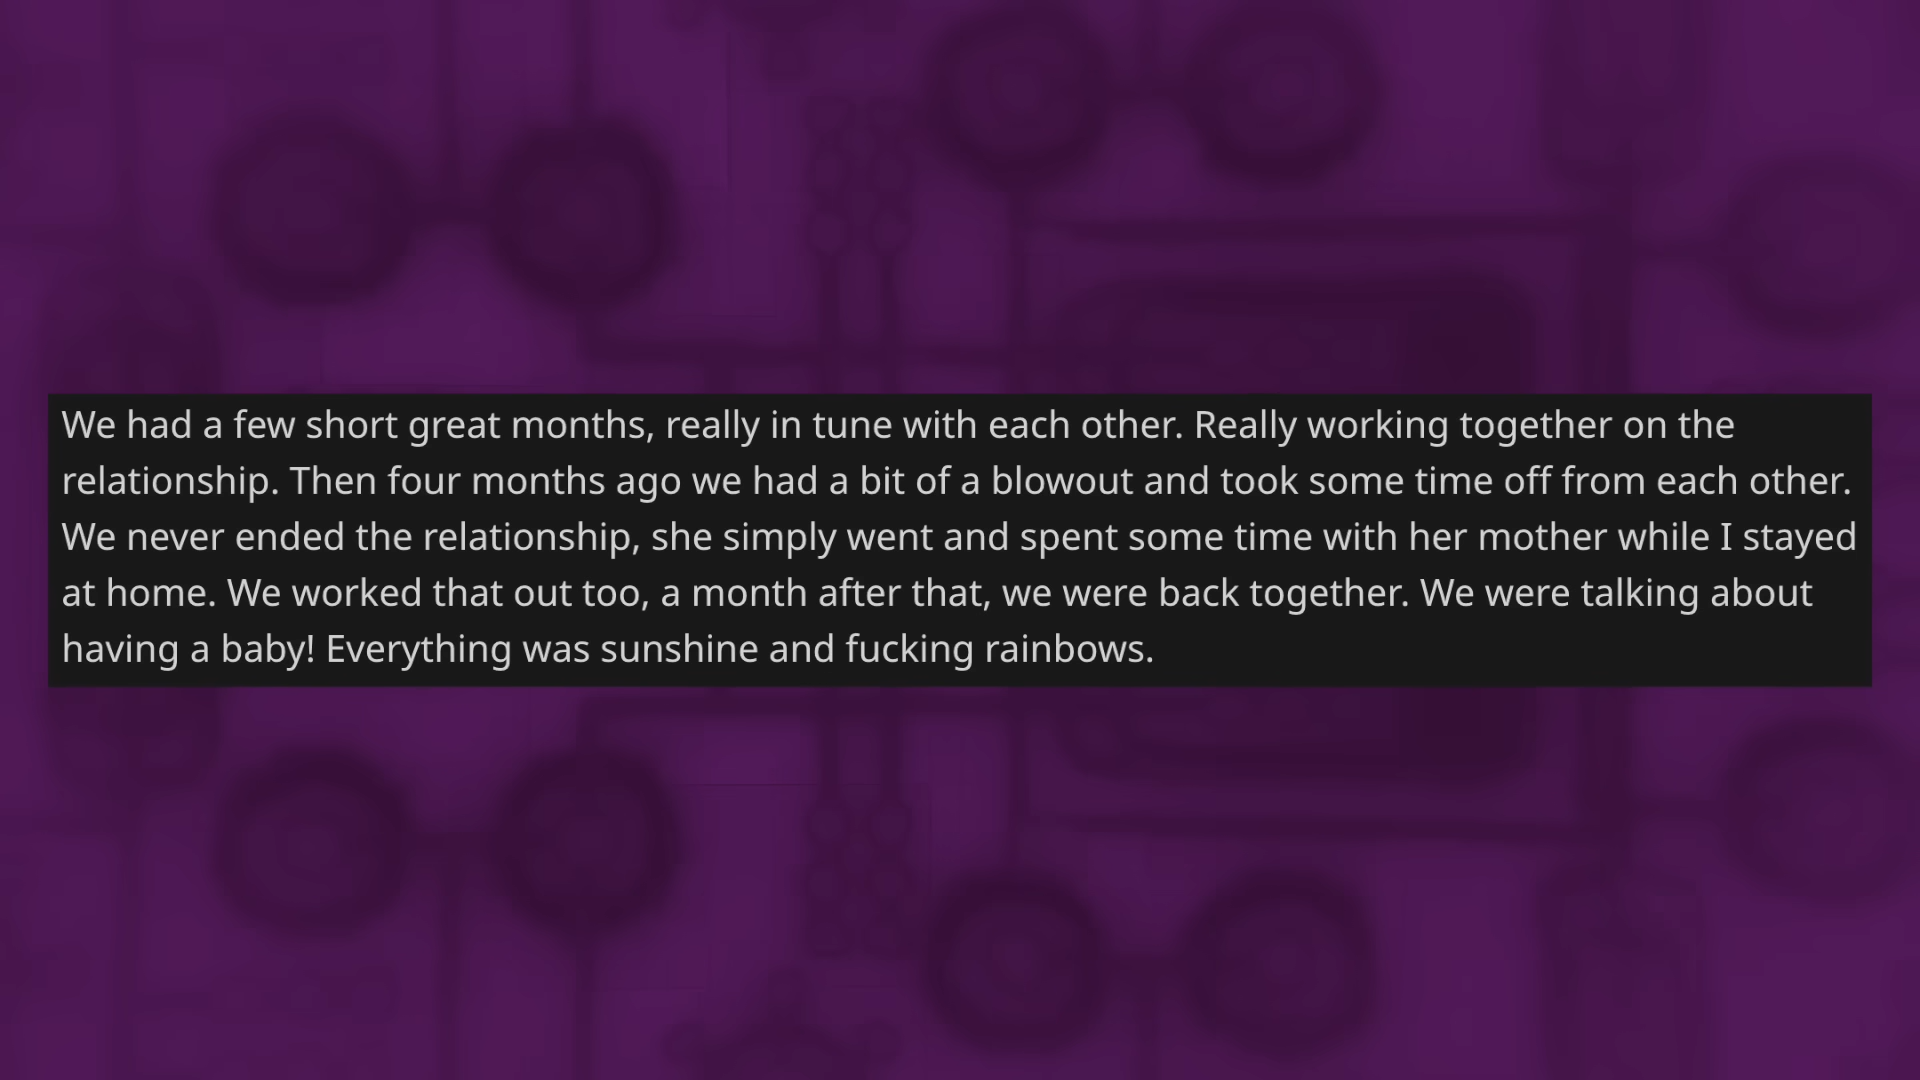 We had a few short great months, really in tune with each other. Really working together on the
relationship. Then four months ago we had a bit of a blowout and took some time off from each other.
We never ended the relationship, she simply went and spent some time with her mother while I stayed
at home. We worked that out too, a month after that, we were back together. We were talking about
having a baby! Everything was sunshine and fucking rainbows.